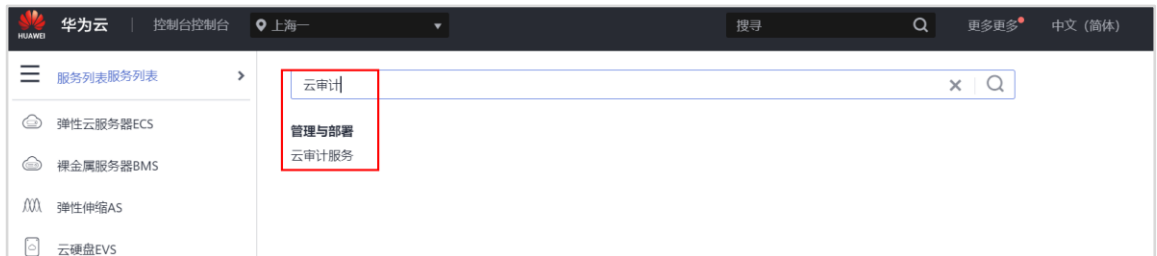 HUAWEI 华为云 控制台控制台 上海一 搜寻 更多更多 中文 (简体)
服务列表服务列表
云审计
弹性云服务器ECS
管理与部署
云审计服务
裸金属服务器BMS
弹性伸缩AS
云硬盘EVS